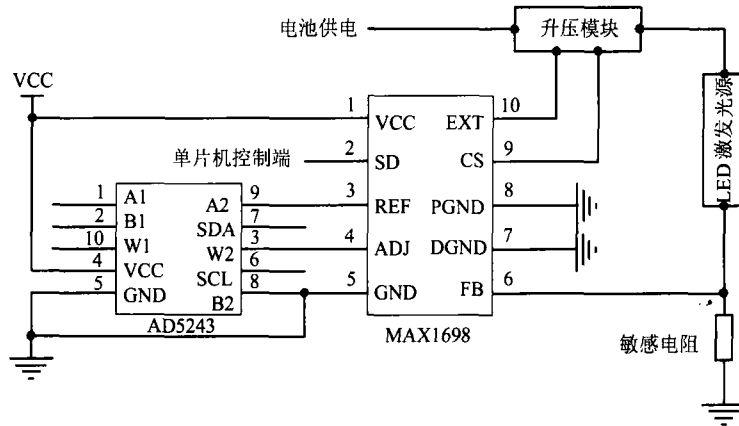 电池供电
升压模块
VCC
LED激发光源
单片机控制端
1 VCC EXT 10
2 SD CS 9
3 REF PGND 8
4 ADJ DGND 7
5 GND FB 6
MAX1698
1 A1 A2 9
2 B1 SDA 7
10 W1 W2 3
4 VCC SCL 6
5 GND B2 8
AD5243
敏感电阻